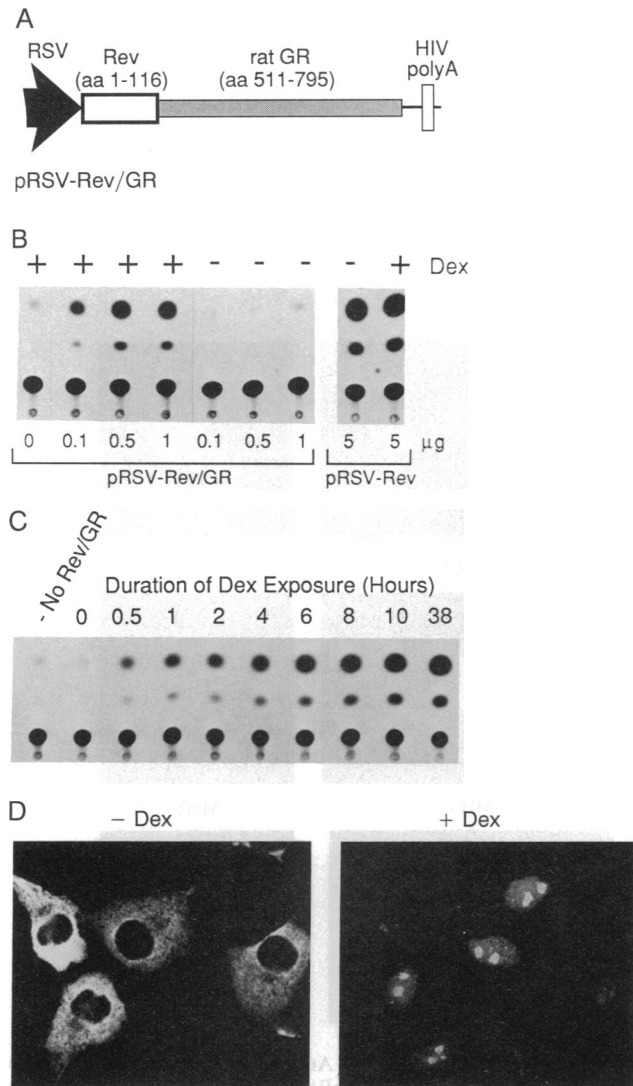 A
RSV
Rev
(aa 1-116)
rat GR
(aa 511-795)
HIV
polyA
pRSV-Rev/GR
B
+ + + + - - - - + Dex
0 0.1 0.5 1 0.1 0.5 1 5 5 µg
pRSV-Rev/GR pRSV-Rev
C
- No Rev/GR
Duration of Dex Exposure (Hours)
0 0.5 1 2 4 6 8 10 38
D
- Dex + Dex